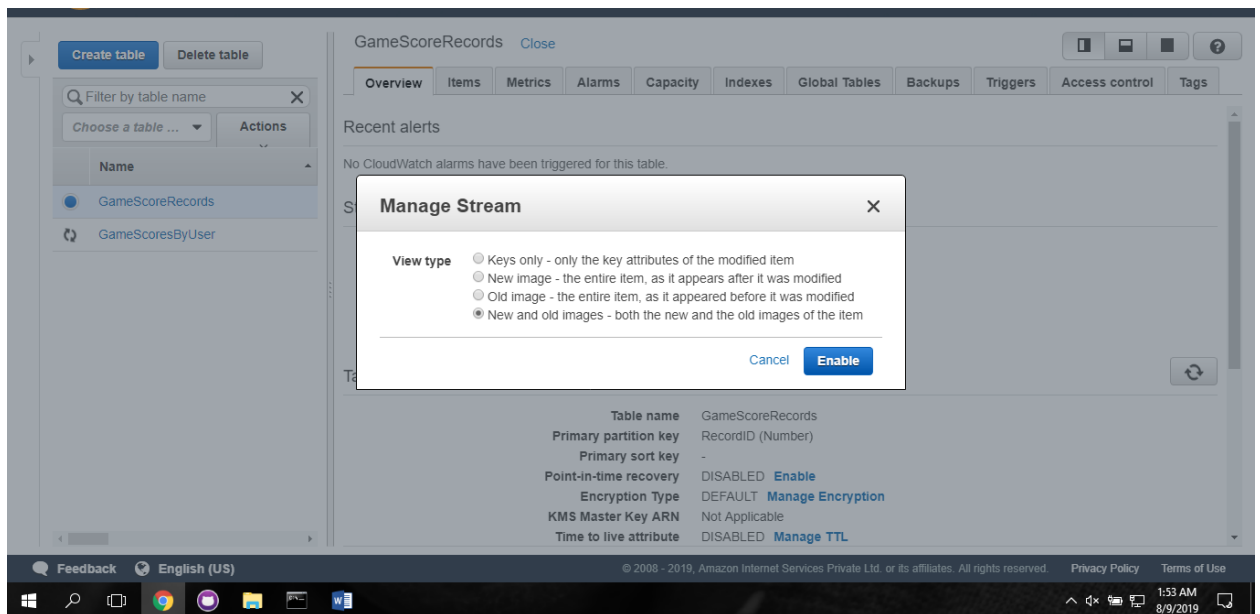 Create table
Delete table
Filter by table name
Choose a table ...
Actions
Name
GameScoreRecords
GameScoresByUser
GameScoreRecords Close
Overview Items Metrics Alarms Capacity Indexes Global Tables Backups Triggers Access control Tags
Recent alerts
No CloudWatch alarms have been triggered for this table.
Manage Stream
View type
Keys only - only the key attributes of the modified item
New image - the entire item, as it appears after it was modified
Old image - the entire item, as it appeared before it was modified
New and old images - both the new and the old images of the item
Cancel
Enable
Table name GameScoreRecords
Primary partition key RecordID (Number)
Primary sort key -
Point-in-time recovery DISABLED Enable
Encryption Type DEFAULT Manage Encryption
KMS Master Key ARN Not Applicable
Time to live attribute DISABLED Manage TTL
Feedback English (US)
© 2008 - 2019, Amazon Internet Services Private Ltd. or its affiliates. All rights reserved. Privacy Policy Terms of Use
1:53 AM
8/9/2019